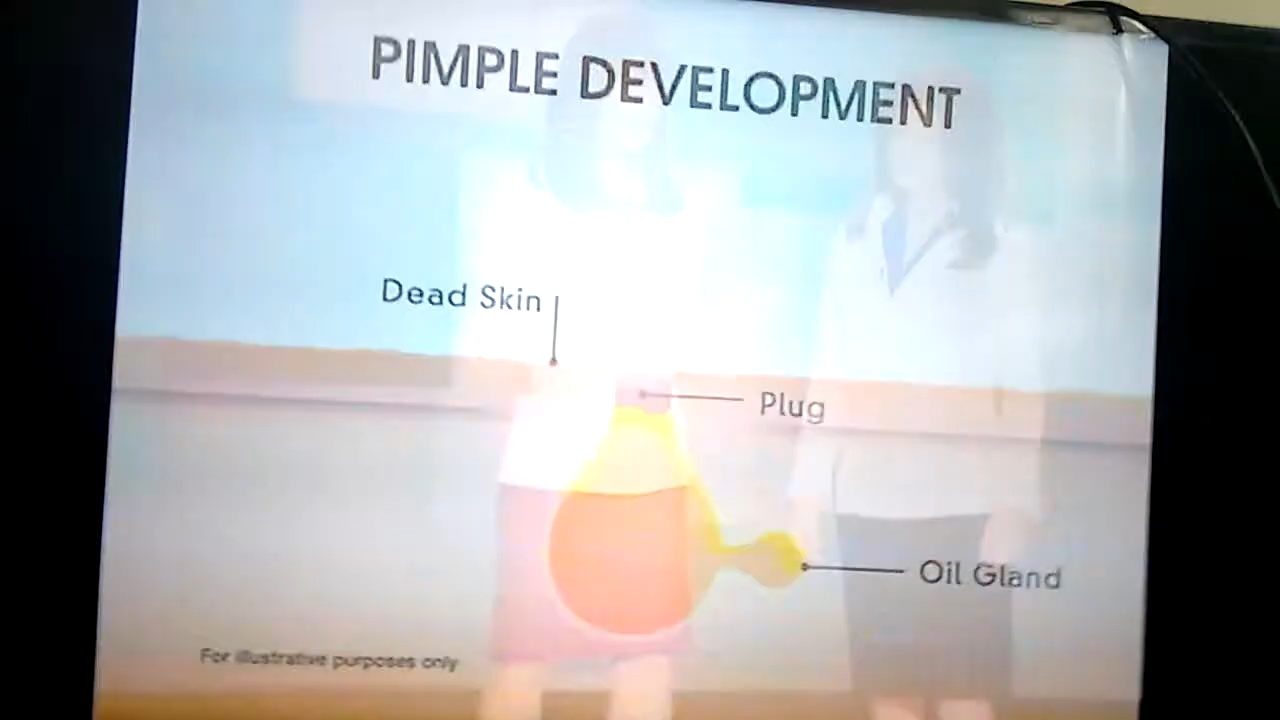 PIMPLE DEVELOPMENT
Dead Skin
Plug
Oil Gland
For illustrative purposes only